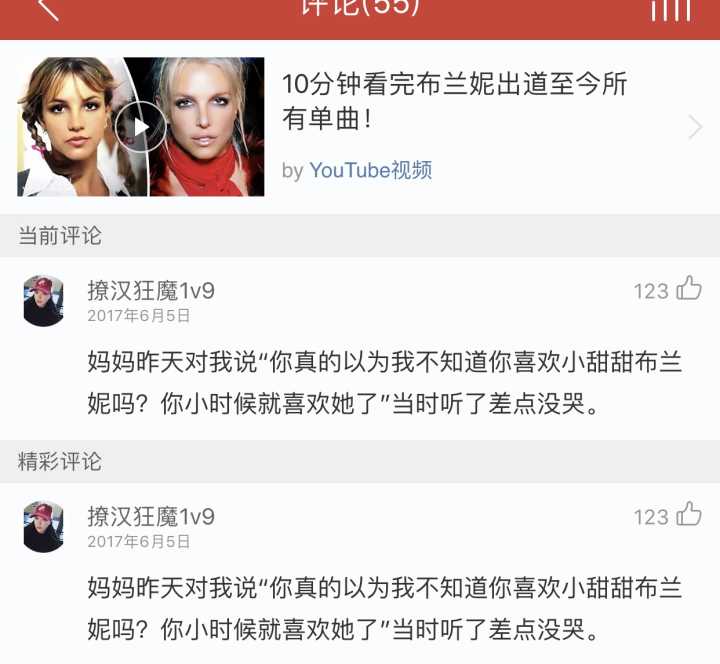 评论(55)
10分钟看完布兰妮出道至今所
有单曲！
by YouTube视频
当前评论
撩汉狂魔1v9
123
2017年6月5日
妈妈昨天对我说“你真的以为我不知道你喜欢小甜甜布兰
妮吗？你小时候就喜欢她了”当时听了差点没哭。
精彩评论
撩汉狂魔1v9
123
2017年6月5日
妈妈昨天对我说“你真的以为我不知道你喜欢小甜甜布兰
妮吗？你小时候就喜欢她了”当时听了差点没哭。